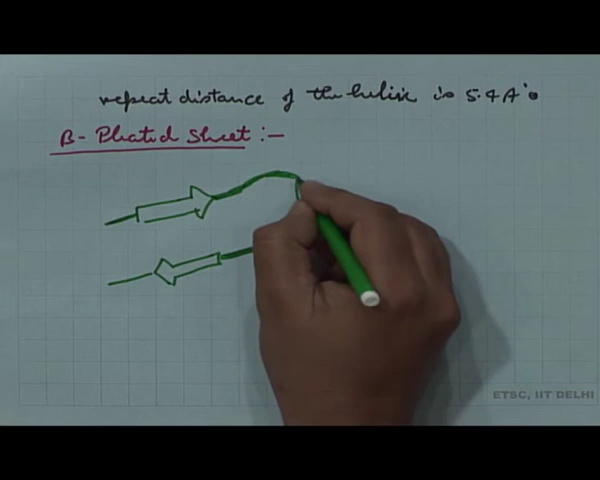 repeat distance of the helix is 5.4 A°.
β- Pleated Sheet :-
ETSC, IIT DELHI